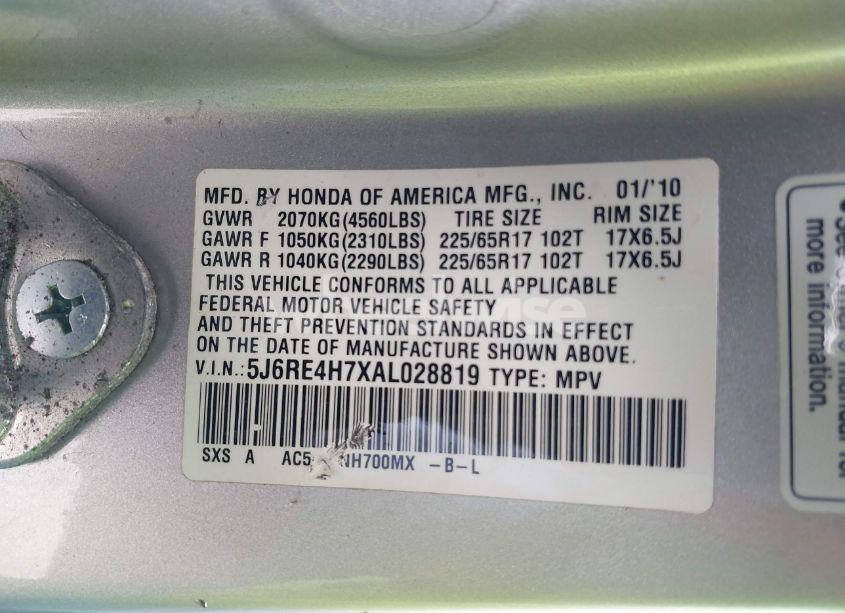 MFD. BY HONDA OF AMERICA MFG., INC. 01/'10
GVWR 2070KG(4560LBS) TIRE SIZE RIM SIZE
GAWR F 1050KG(2310LBS) 225/65R17 102T 17X6.5J
GAWR R 1040KG(2290LBS) 225/65R17 102T 17X6.5J
THIS VEHICLE CONFORMS TO ALL APPLICABLE
FEDERAL MOTOR VEHICLE SAFETY
AND THEFT PREVENTION STANDARDS IN EFFECT
ON THE DATE OF MANUFACTURE SHOWN ABOVE.
V.I.N.: 5J6RE4H7XAL028819 TYPE: MPV
SXS A AC5 NH700MX -B-L
See
more information.